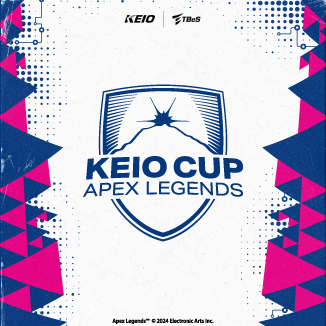 KEIO TBeS
KEIO CUP
APEX LEGENDS
Apex Legends™ © 2024 Electronic Arts Inc.